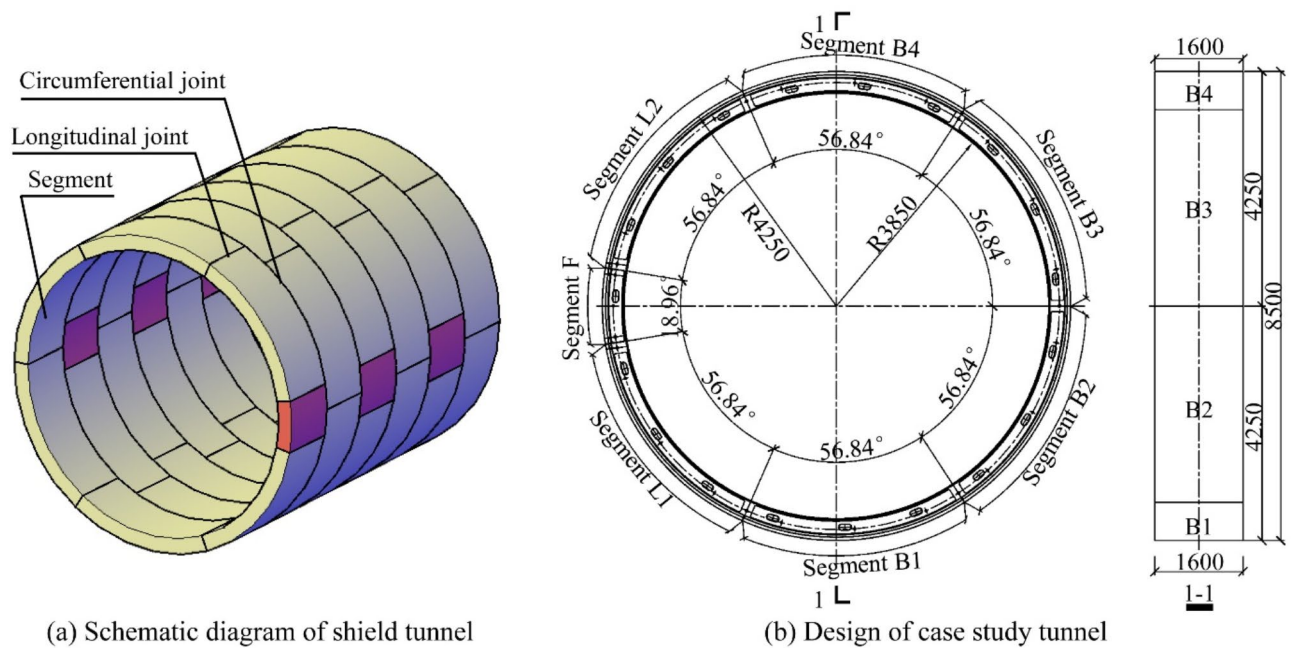 Circumferential joint
Longitudinal joint
Segment
(a) Schematic diagram of shield tunnel
1
Segment B4
Segment L2
Segment B3
Segment F
Segment L1
Segment B2
Segment B1
56.84°
56.84°
56.84°
R4250
R3850
18.96°
56.84°
56.84°
56.84°
1
(b) Design of case study tunnel
1600
B4
B3
4250
8500
B2
4250
B1
1600
1-1